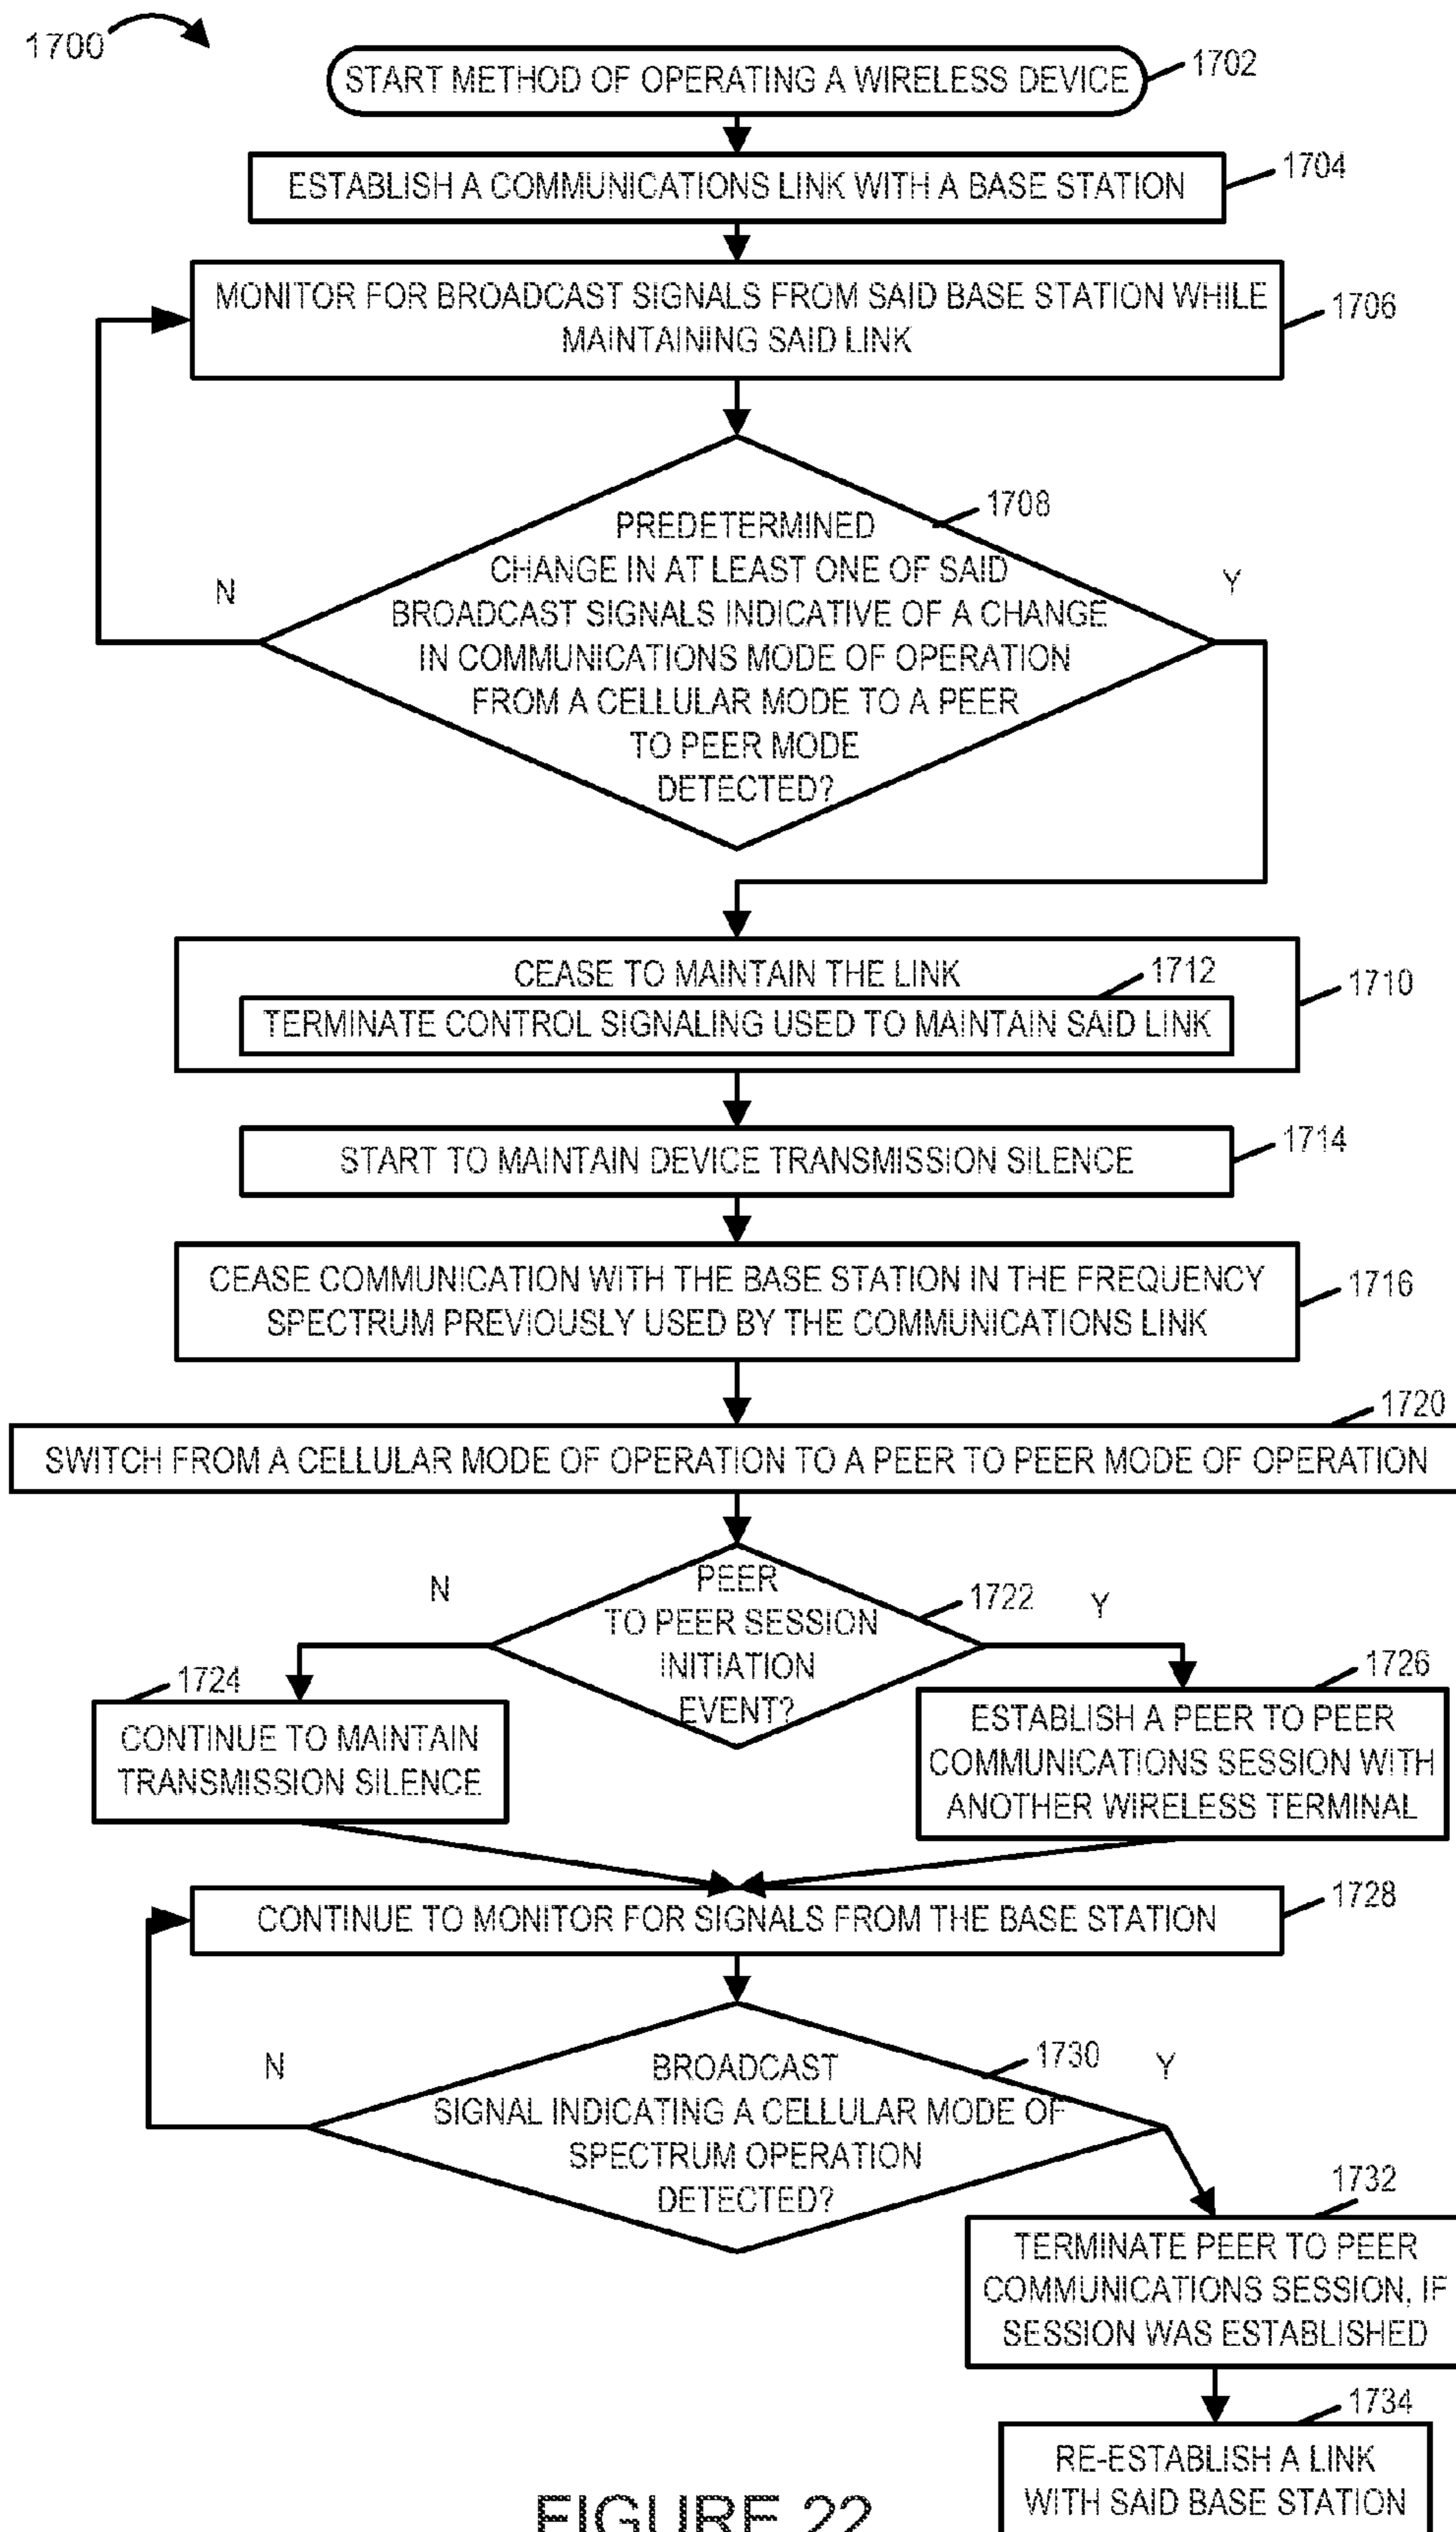 1700
START METHOD OF OPERATING A WIRELESS DEVICE
1702
ESTABLISH A COMMUNICATIONS LINK WITH A BASE STATION
1704
MONITOR FOR BROADCAST SIGNALS FROM SAID BASE STATION WHILE
MAINTAINING SAID LINK
1706
1708
PREDETERMINED
CHANGE IN AT LEAST ONE OF SAID
BROADCAST SIGNALS INDICATIVE OF A CHANGE
IN COMMUNICATIONS MODE OF OPERATION
FROM A CELLULAR MODE TO A PEER
TO PEER MODE
DETECTED?
N
Y
CEASE TO MAINTAIN THE LINK
1712
1710
TERMINATE CONTROL SIGNALING USED TO MAINTAIN SAID LINK
START TO MAINTAIN DEVICE TRANSMISSION SILENCE
1714
CEASE COMMUNICATION WITH THE BASE STATION IN THE FREQUENCY
SPECTRUM PREVIOUSLY USED BY THE COMMUNICATIONS LINK
1716
1720
SWITCH FROM A CELLULAR MODE OF OPERATION TO A PEER TO PEER MODE OF OPERATION
N
PEER
TO PEER SESSION
INITIATION
EVENT?
1722
Y
1724
CONTINUE TO MAINTAIN
TRANSMISSION SILENCE
1726
ESTABLISH A PEER TO PEER
COMMUNICATIONS SESSION WITH
ANOTHER WIRELESS TERMINAL
CONTINUE TO MONITOR FOR SIGNALS FROM THE BASE STATION
1728
N
BROADCAST
SIGNAL INDICATING A CELLULAR MODE OF
SPECTRUM OPERATION
DETECTED?
1730
Y
1732
TERMINATE PEER TO PEER
COMMUNICATIONS SESSION, IF
SESSION WAS ESTABLISHED
1734
RE-ESTABLISH A LINK
WITH SAID BASE STATION
FIGURE 22